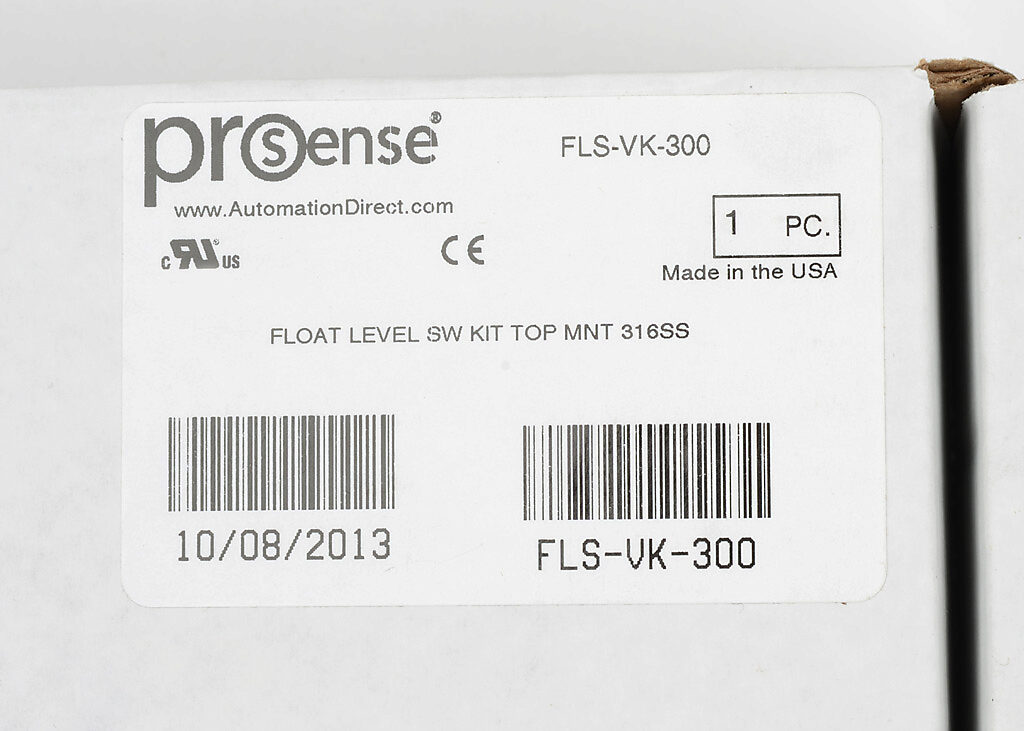 prosense®
FLS-VK-300
www.AutomationDirect.com
1 PC.
c RU® US
CE
Made in the USA
FLOAT LEVEL SW KIT TOP MNT 316SS
10/08/2013
FLS-VK-300